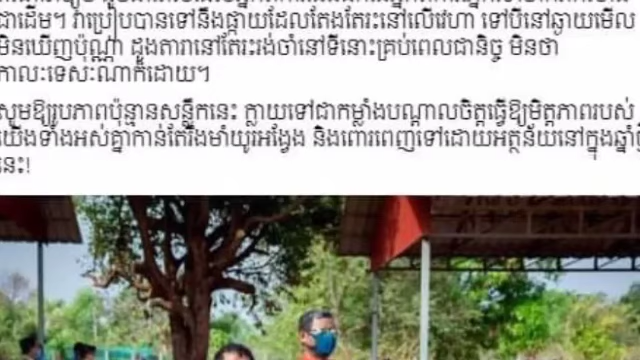 ជាដើម។ វាប្រៀបបានទៅនឹងផ្កាយដែលតែងតែរះនៅលើវេហា ទៅបីនៅឆ្ងាយមើល
មិនឃើញប៉ុណ្ណា ដួងតារានៅតែរះរង់ចាំនៅទីនោះគ្រប់ពេលជានិច្ច មិនថា
កាលៈទេសៈណាក៏ដោយ។
សូមឱ្យរូបភាពប៉ុន្មានសន្លឹកនេះ ក្លាយទៅជាកម្លាំងបណ្តាលចិត្តធ្វើឱ្យមិត្តភាពរបស់
យើងទាំងអស់គ្នាកាន់តែរឹងមាំយូរអង្វែង និងពោរពេញទៅដោយអត្ថន័យនៅក្នុងឆ្នាំថ្មី
នេះ!